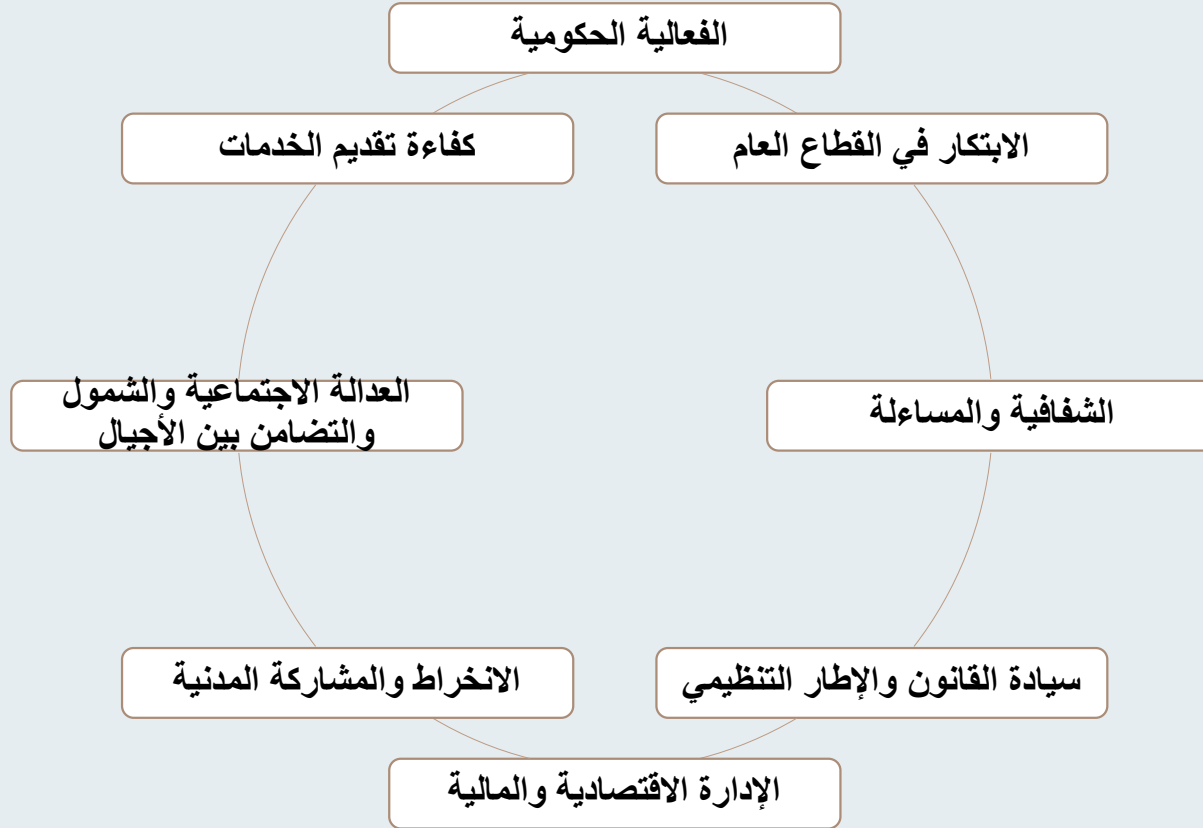 الفعالية الحكومية
الابتكار في القطاع العام
كفاءة تقديم الخدمات
الشفافية والمساءلة
العدالة الاجتماعية والشمول
والتضامن بين الأجيال
سيادة القانون والإطار التنظيمي
الانخراط والمشاركة المدنية
الإدارة الاقتصادية والمالية